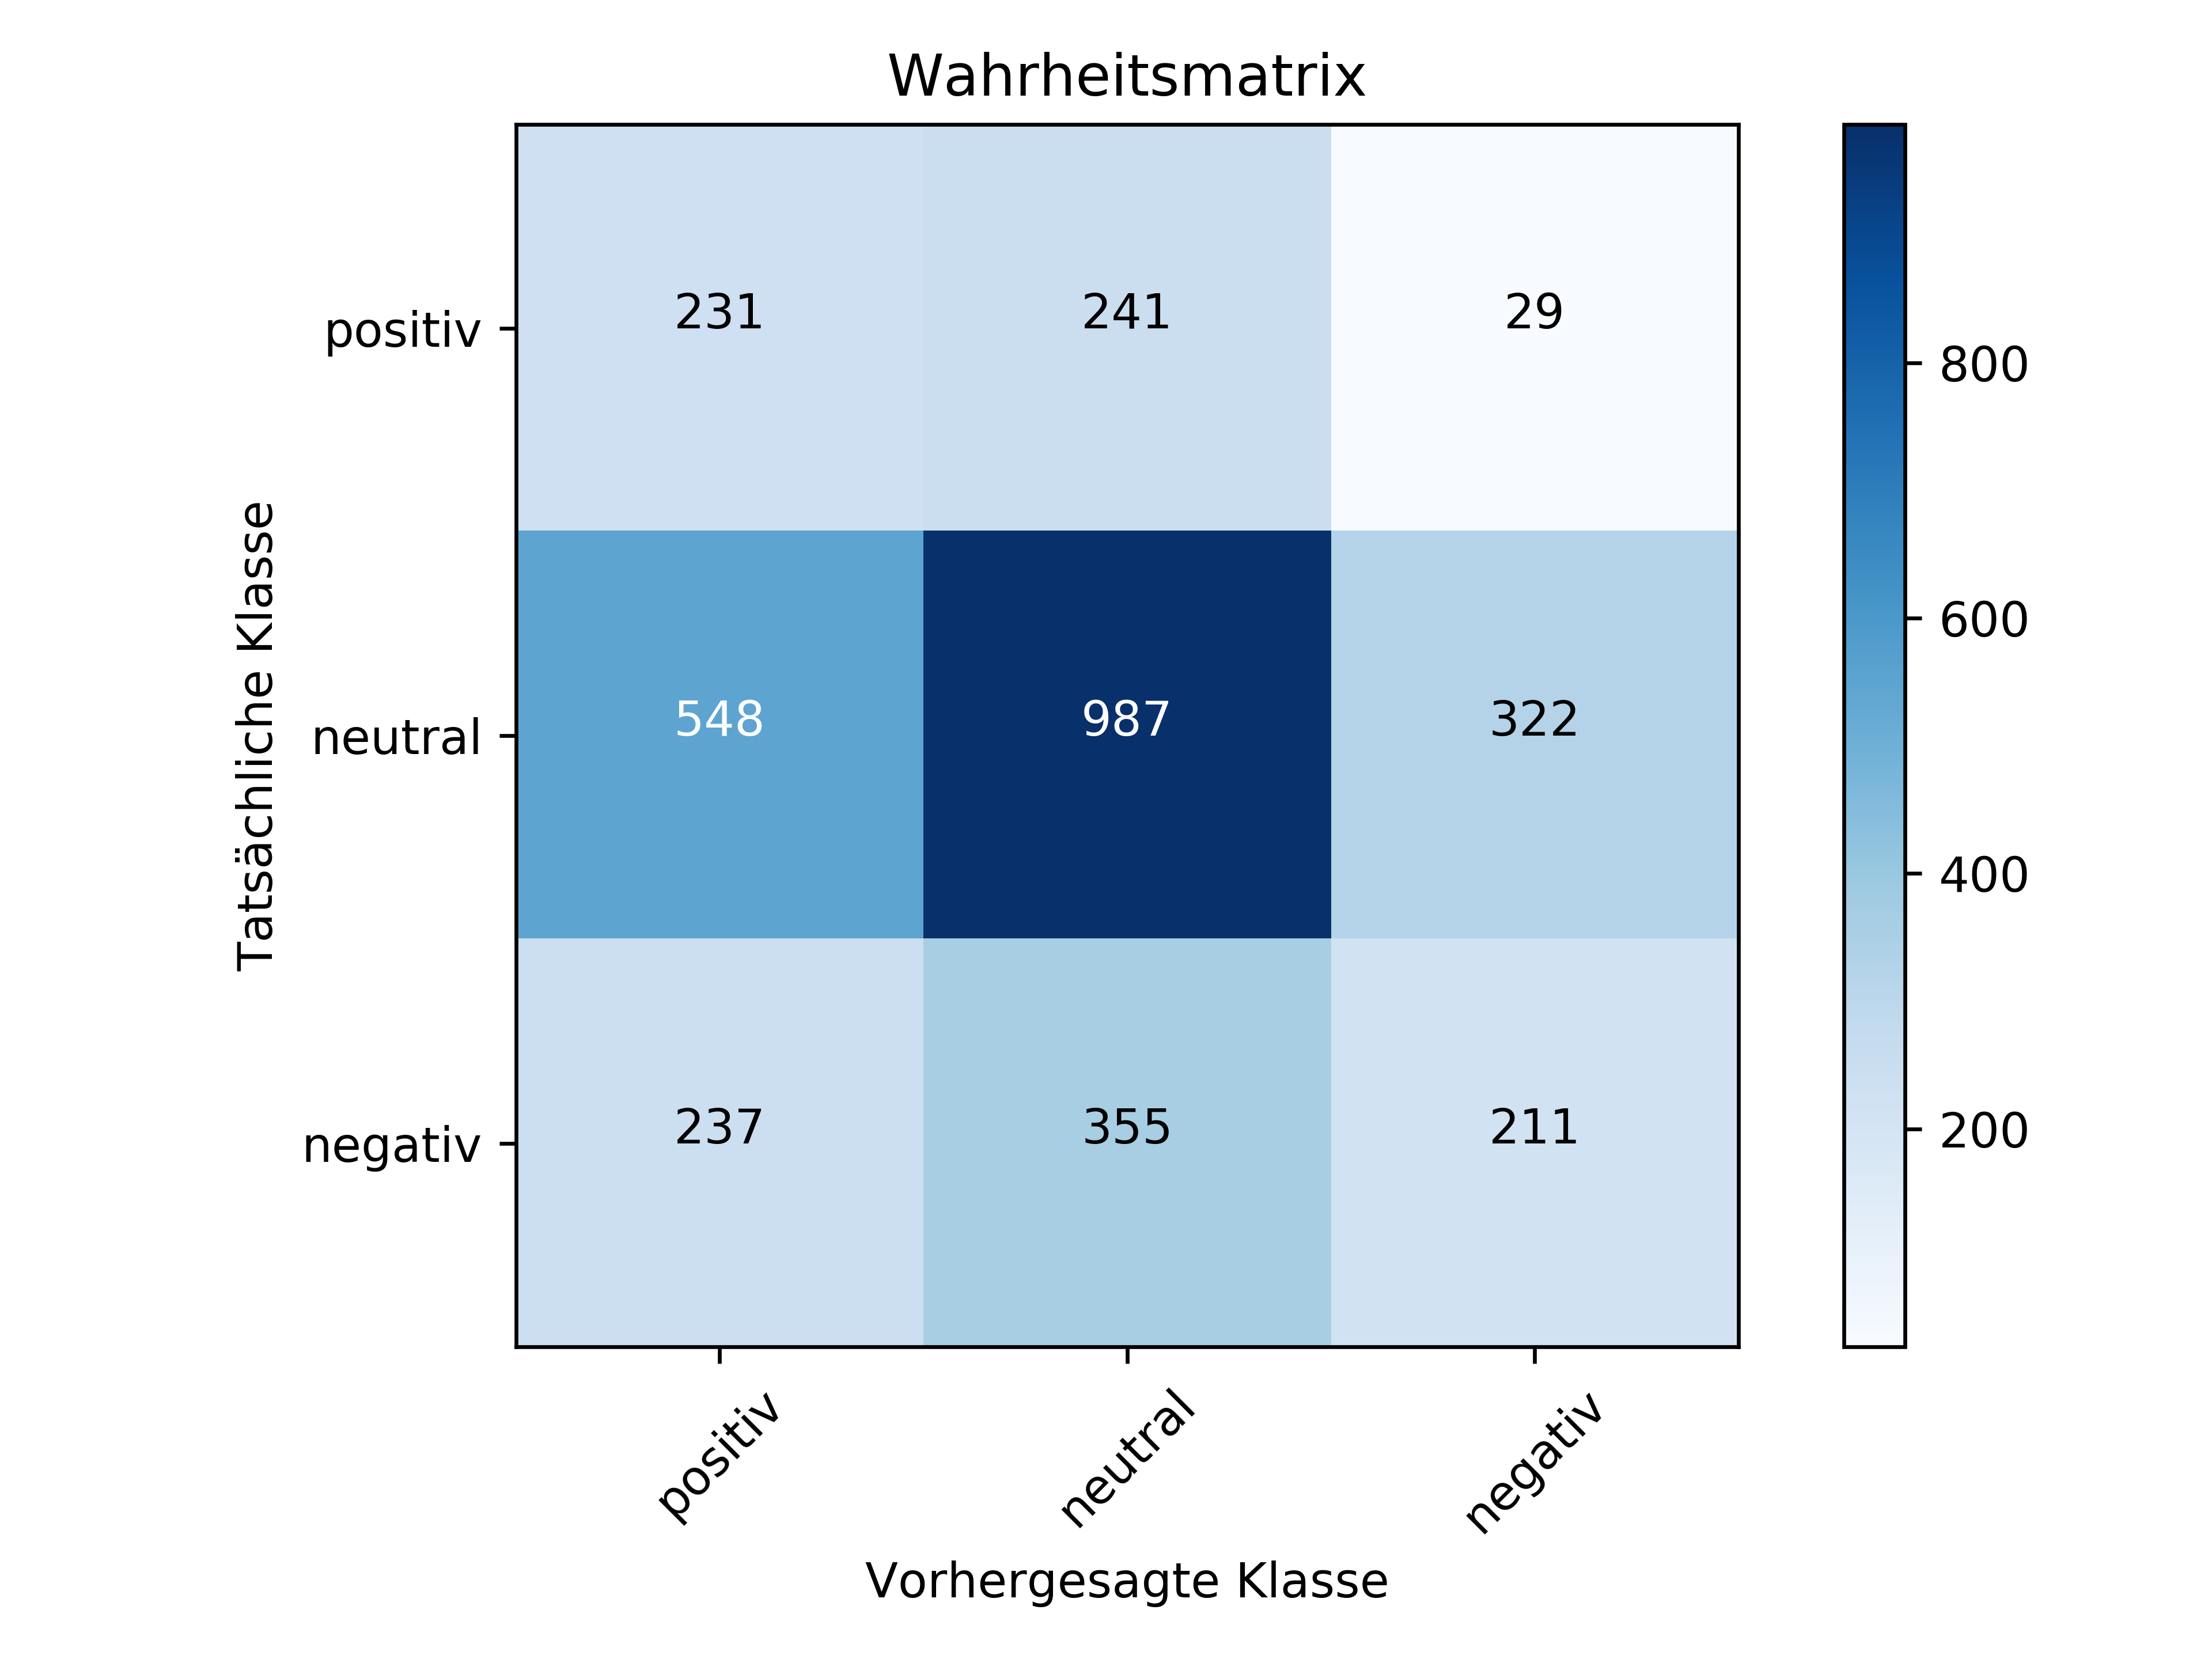 Wahrheitsmatrix
Tatsächliche Klasse
positiv
231 241 29
neutral
548 987 322
negativ
237 355 211
positiv neutral negativ
Vorhergesagte Klasse
800
600
400
200